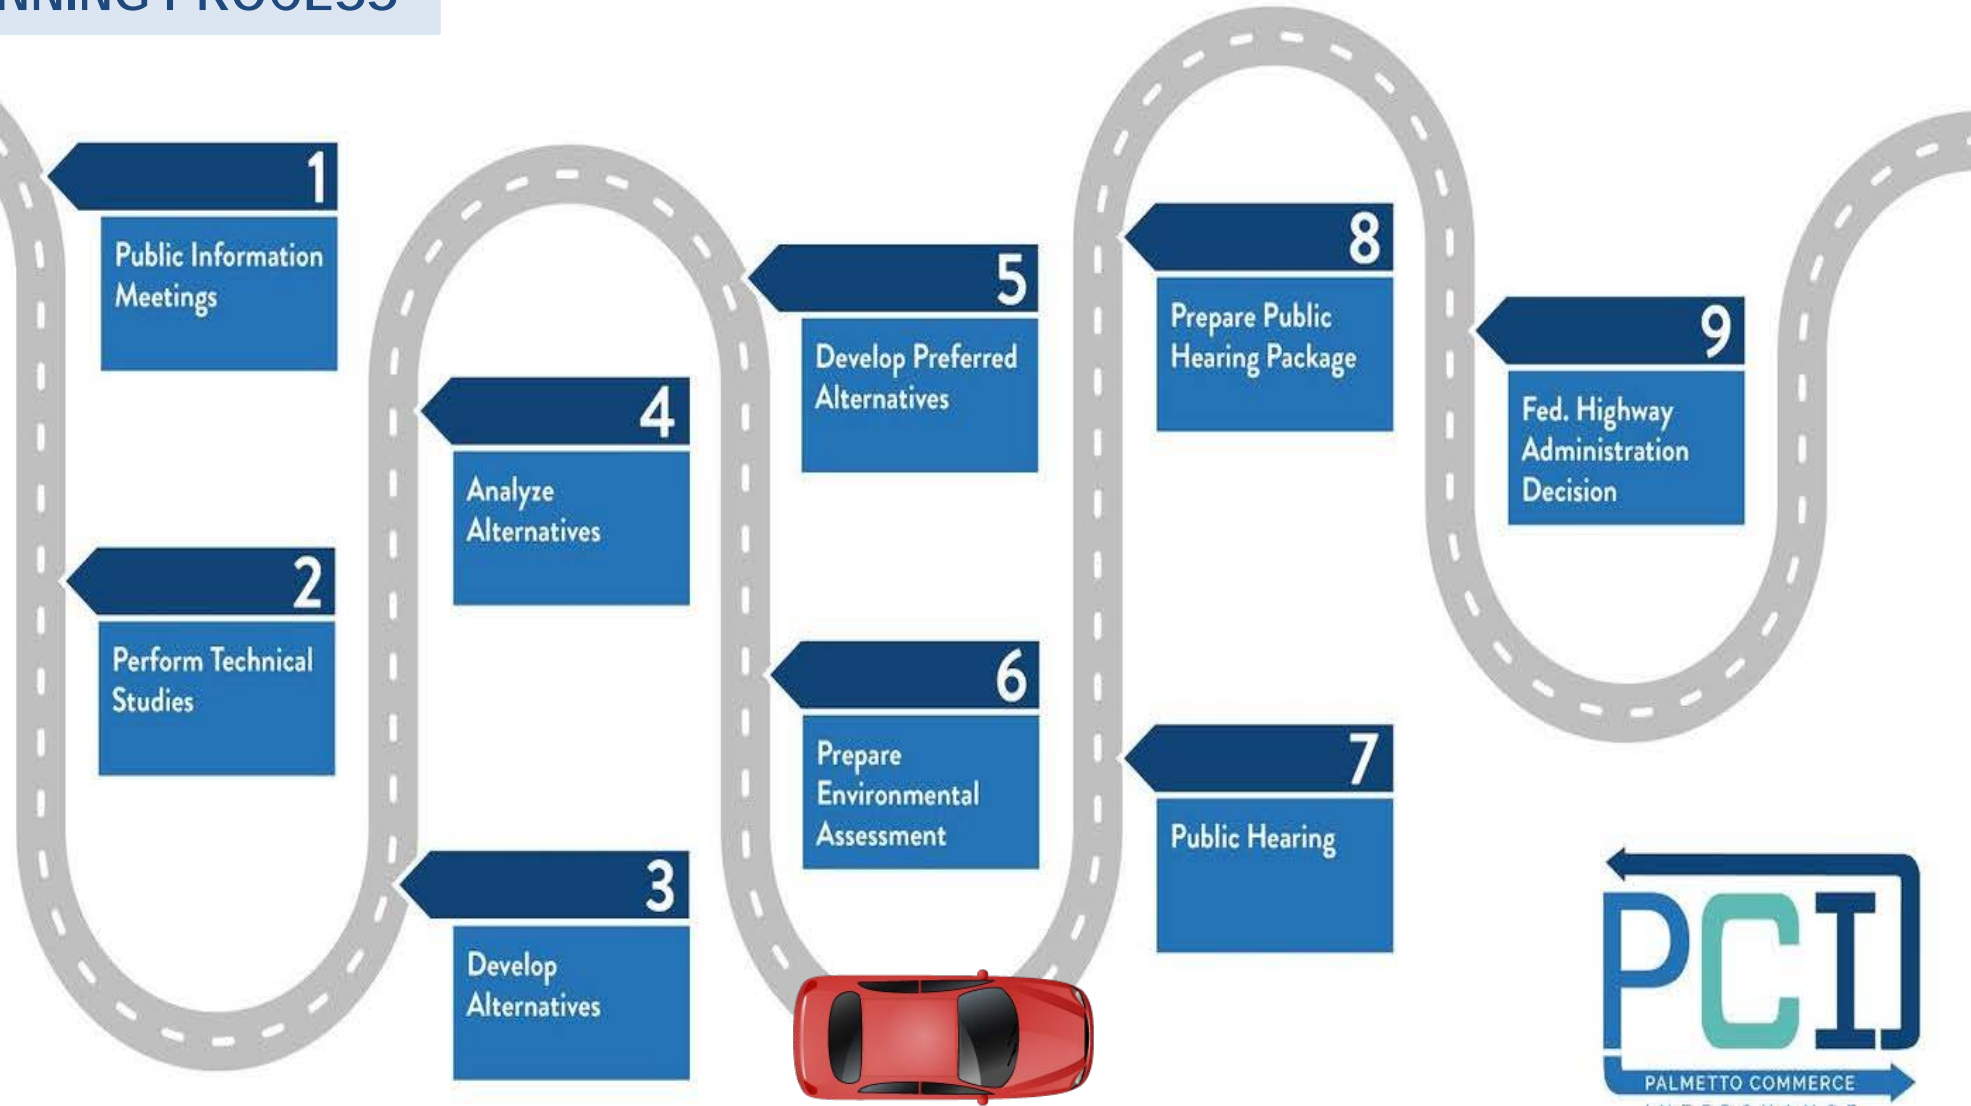 NNING PROCESS
1
Public Information
Meetings
2
Perform Technical
Studies
3
Develop
Alternatives
4
Analyze
Alternatives
5
Develop Preferred
Alternatives
6
Prepare
Environmental
Assessment
7
Public Hearing
8
Prepare Public
Hearing Package
9
Fed. Highway
Administration
Decision
PCI
PALMETTO COMMERCE